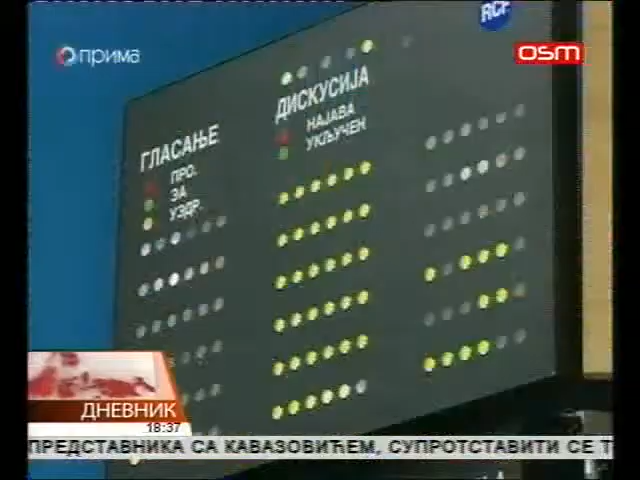 прима
RCF
OSM
ГЛАСАЊЕ
ПРО.
ЗА
УЗДР.
ДИСКУСИЈА
НАЈАВА
УКЉУЧЕН
ДНЕВНИК
18:37
ПРЕДСТАВНИКА СА КАВАЗОВИЋЕМ, СУПРОТСТАВИТИ СЕ Т